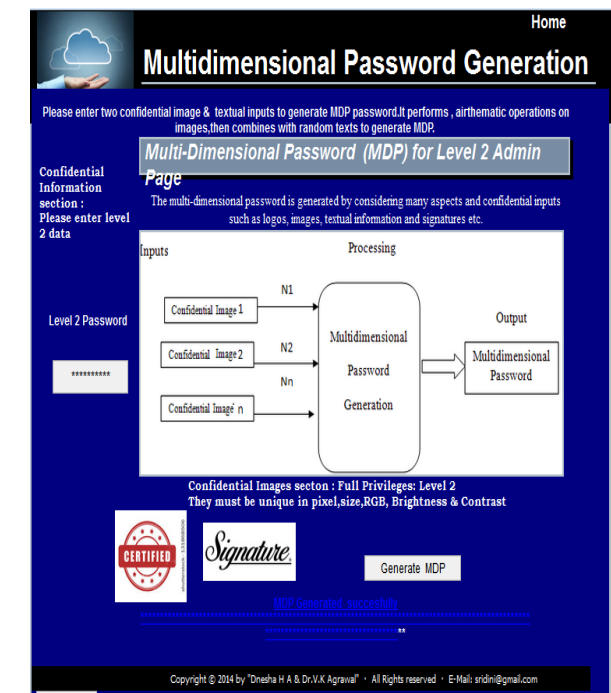 Home
Multidimensional Password Generation
Please enter two confidential image & textual inputs to generate MDP password.It performs , airthematic operations on
images,then combines with random texts to generate MDP.
Multi-Dimensional Password (MDP) for Level 2 Admin
Page
Confidential
Information
section :
Please enter level
2 data
The multi-dimensional password is generated by considering many aspects and confidential inputs
such as logos, images, textual information and signatures etc.
Inputs
Processing
N1
Confidential Image 1
Output
Level 2 Password
Multidimensional
Password
Generation
N2
Confidential Image 2
Multidimensional
Password
**********
Nn
Confidential Image n
Confidential Images secton : Full Privileges: Level 2
They must be unique in pixel,size,RGB, Brightness & Contrast
CERTIFIED
Signature
Generate MDP
MDP Generated succesfully
Copyright © 2014 by "Dnesha H A & Dr.V.K Agrawal" · All Rights reserved · E-Mail: sridini@gmail.com